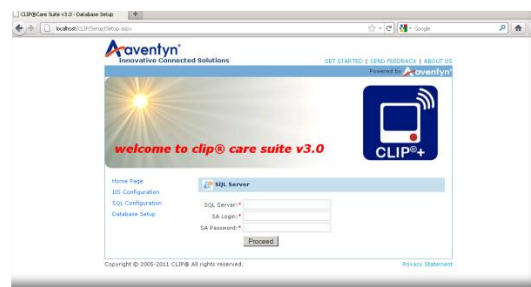 CLIP®Care Suite v3.0 - Database Setup
localhost/CLIP/Setup/Setup.aspx
Google
aventyn®
Innovative Connected Solutions
GET STARTED | SEND FEEDBACK | ABOUT US
Powered by aventyn®
welcome to clip® care suite v3.0
CLIP®+
Home Page
IIS Configuration
SQL Configuration
Database Setup
SQL Server
SQL Server:*
SA Login:*
SA Password:*
Proceed
Copyright © 2005-2011 CLIP® All rights reserved.
Privacy Statement